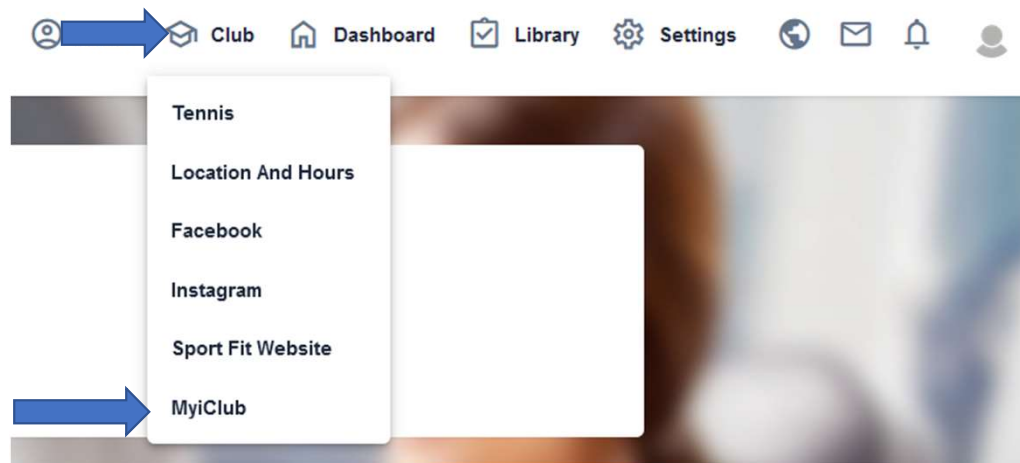 Club Dashboard Library Settings
Tennis
Location And Hours
Facebook
Instagram
Sport Fit Website
MyiClub